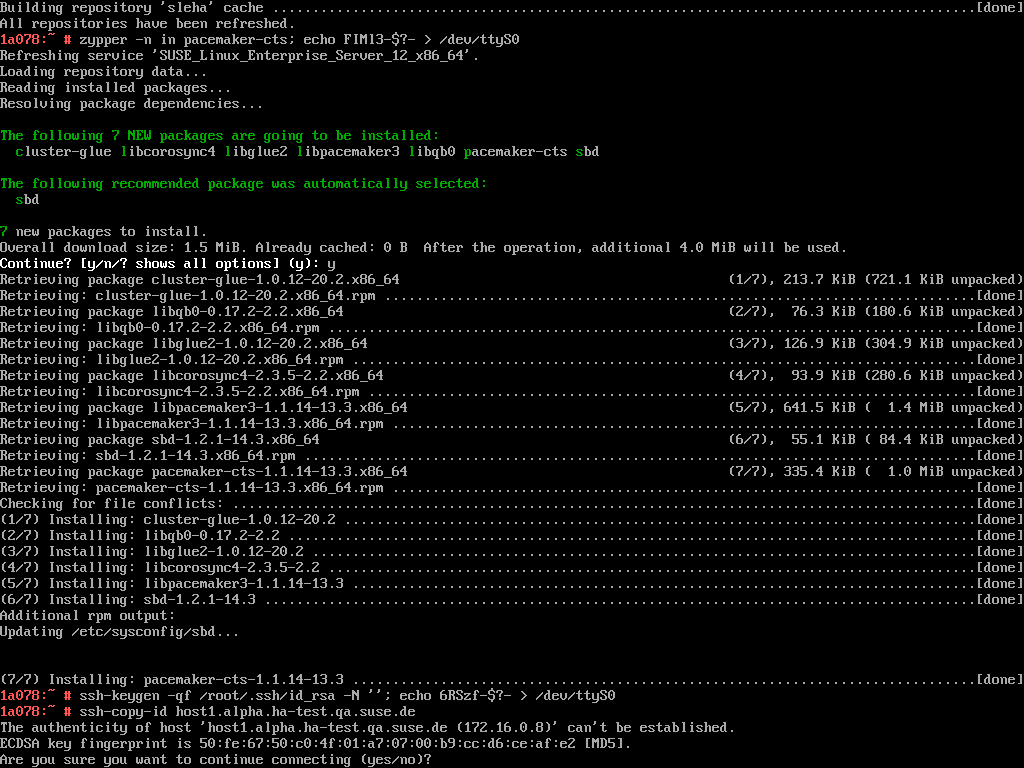 Building repository 'sleha' cache ........................................................................................[done]
All repositories have been refreshed.
1a078:~ # zypper -n in pacemaker-cts; echo FIMl3-$?- > /dev/ttyS0
Refreshing service 'SUSE_Linux_Enterprise_Server_12_x86_64'.
Loading repository data...
Reading installed packages...
Resolving package dependencies...
The following 7 NEW packages are going to be installed:
cluster-glue libcorosync4 libglue2 libpacemaker3 libqb0 pacemaker-cts sbd
The following recommended package was automatically selected:
sbd
7 new packages to install.
Overall download size: 1.5 MiB. Already cached: 0 B  After the operation, additional 4.0 MiB will be used.
Continue? [y/n/? shows all options] (y): y
Retrieving package cluster-glue-1.0.12-20.2.x86_64 (1/7), 213.7 KiB (721.1 KiB unpacked)
Retrieving: cluster-glue-1.0.12-20.2.x86_64.rpm ..........................................................................[done]
Retrieving package libqb0-0.17.2-2.2.x86_64 (2/7),  76.3 KiB (180.6 KiB unpacked)
Retrieving: libqb0-0.17.2-2.2.x86_64.rpm .................................................................................[done]
Retrieving package libglue2-1.0.12-20.2.x86_64 (3/7), 126.9 KiB (304.9 KiB unpacked)
Retrieving: libglue2-1.0.12-20.2.x86_64.rpm ..............................................................................[done]
Retrieving package libcorosync4-2.3.5-2.2.x86_64 (4/7),  93.9 KiB (280.6 KiB unpacked)
Retrieving: libcorosync4-2.3.5-2.2.x86_64.rpm ............................................................................[done]
Retrieving package libpacemaker3-1.1.14-13.3.x86_64 (5/7), 641.5 KiB (  1.4 MiB unpacked)
Retrieving: libpacemaker3-1.1.14-13.3.x86_64.rpm .........................................................................[done]
Retrieving package sbd-1.2.1-14.3.x86_64 (6/7),  55.1 KiB ( 84.4 KiB unpacked)
Retrieving: sbd-1.2.1-14.3.x86_64.rpm ....................................................................................[done]
Retrieving package pacemaker-cts-1.1.14-13.3.x86_64 (7/7), 335.4 KiB (  1.0 MiB unpacked)
Retrieving: pacemaker-cts-1.1.14-13.3.x86_64.rpm .........................................................................[done]
Checking for file conflicts: .............................................................................................[done]
(1/7) Installing: cluster-glue-1.0.12-20.2 ...............................................................................[done]
(2/7) Installing: libqb0-0.17.2-2.2 ......................................................................................[done]
(3/7) Installing: libglue2-1.0.12-20.2 ...................................................................................[done]
(4/7) Installing: libcorosync4-2.3.5-2.2 .................................................................................[done]
(5/7) Installing: libpacemaker3-1.1.14-13.3 ..............................................................................[done]
(6/7) Installing: sbd-1.2.1-14.3 .........................................................................................[done]
Additional rpm output:
Updating /etc/sysconfig/sbd...
(7/7) Installing: pacemaker-cts-1.1.14-13.3 ..............................................................................[done]
1a078:~ # ssh-keygen -qf /root/.ssh/id_rsa -N ''; echo 6RSzf-$?- > /dev/ttyS0
1a078:~ # ssh-copy-id host1.alpha.ha-test.qa.suse.de
The authenticity of host 'host1.alpha.ha-test.qa.suse.de (172.16.0.8)' can't be established.
ECDSA key fingerprint is 50:fe:67:50:c0:4f:01:a7:07:00:b9:cc:d6:ce:af:e2 [MD5].
Are you sure you want to continue connecting (yes/no)?